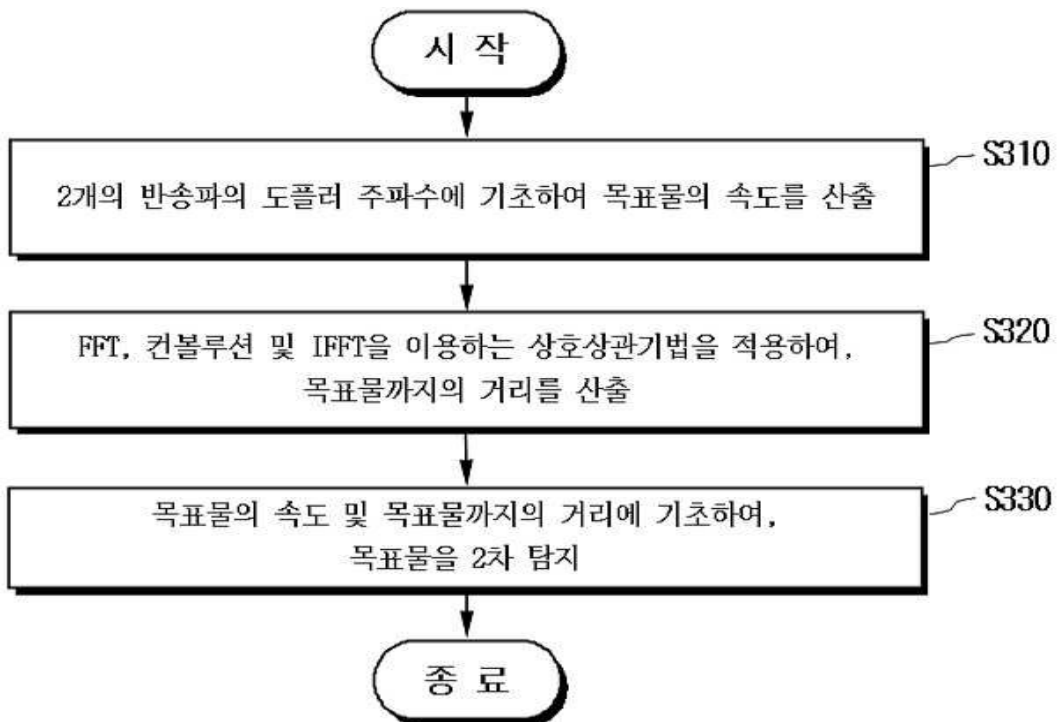 시 작
S310
2개의 반송파의 도플러 주파수에 기초하여 목표물의 속도를 산출
S320
FFT, 컨볼루션 및 IFFT을 이용하는 상호상관기법을 적용하여,
목표물까지의 거리를 산출
S330
목표물의 속도 및 목표물까지의 거리에 기초하여,
목표물을 2차 탐지
종 료